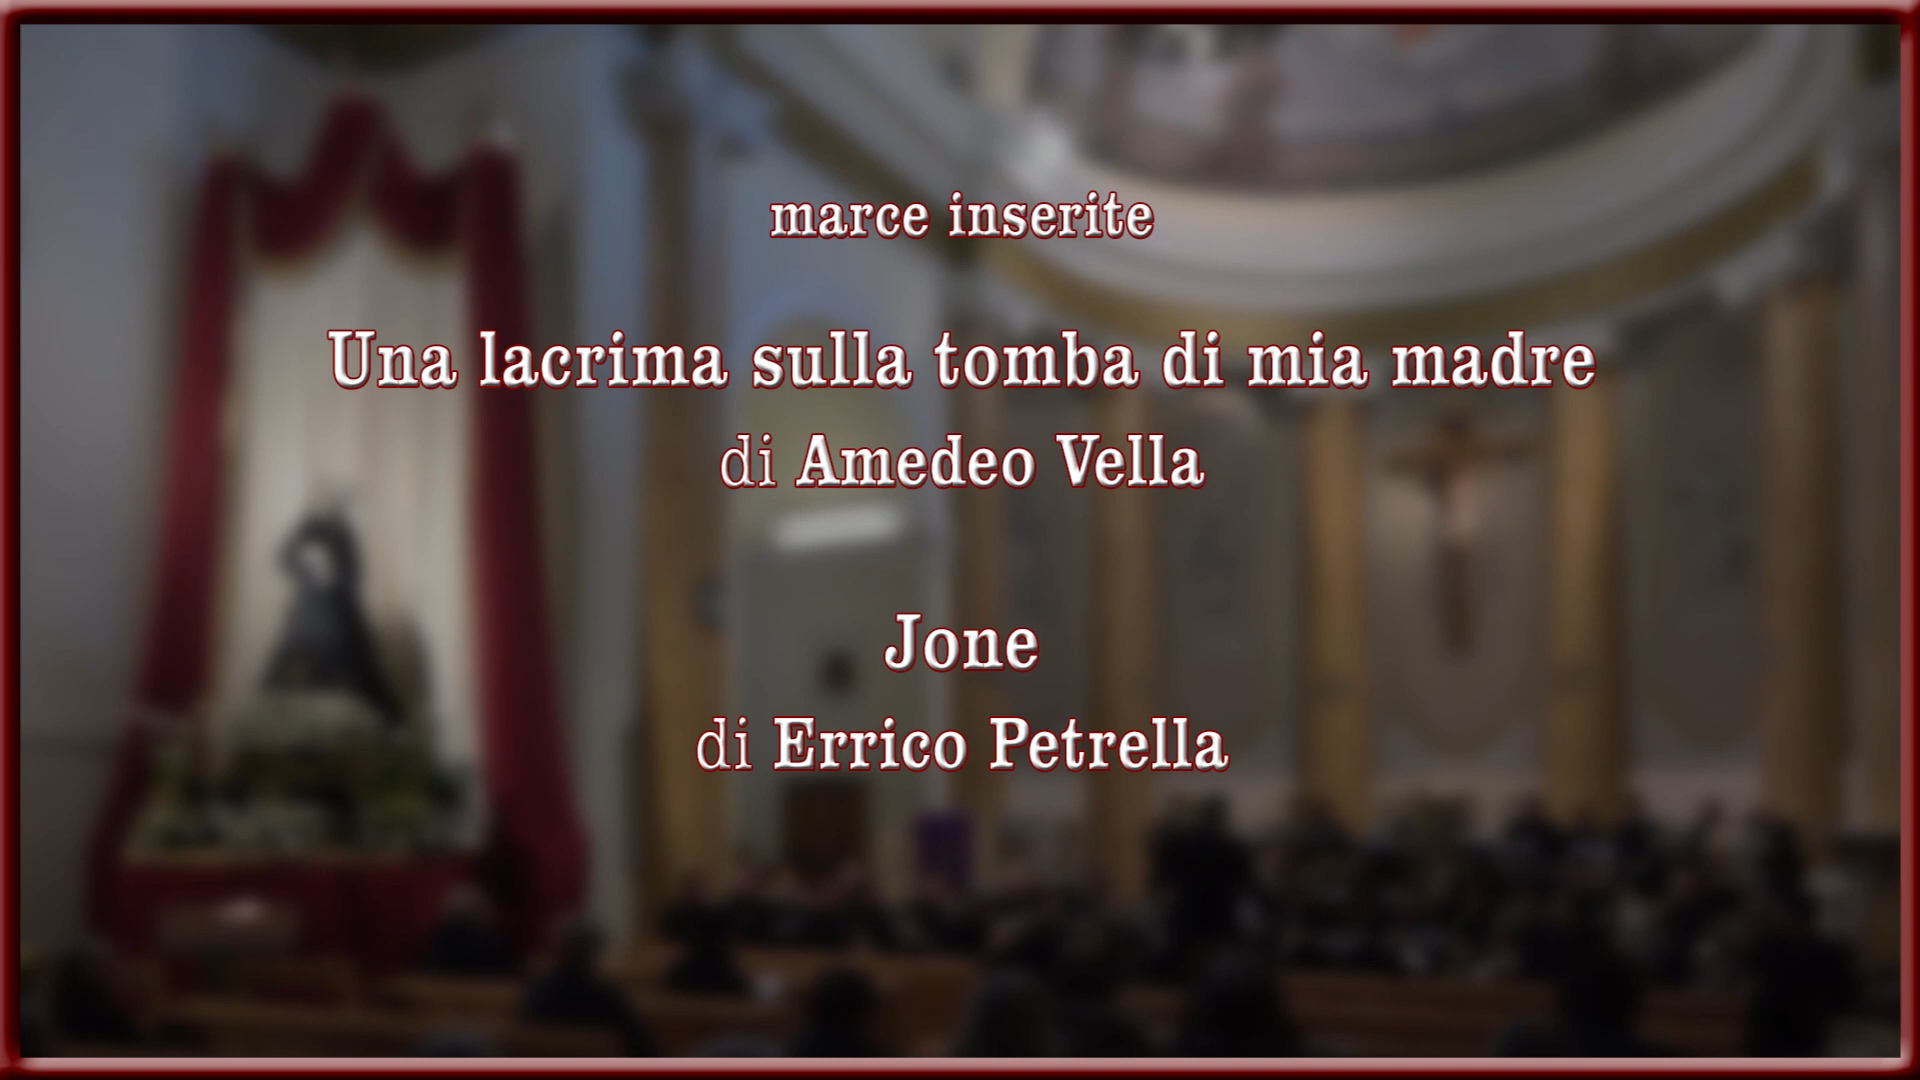 marce inserite
Una lacrima sulla tomba di mia madre
di Amedeo Vella
Jone
di Errico Petrella